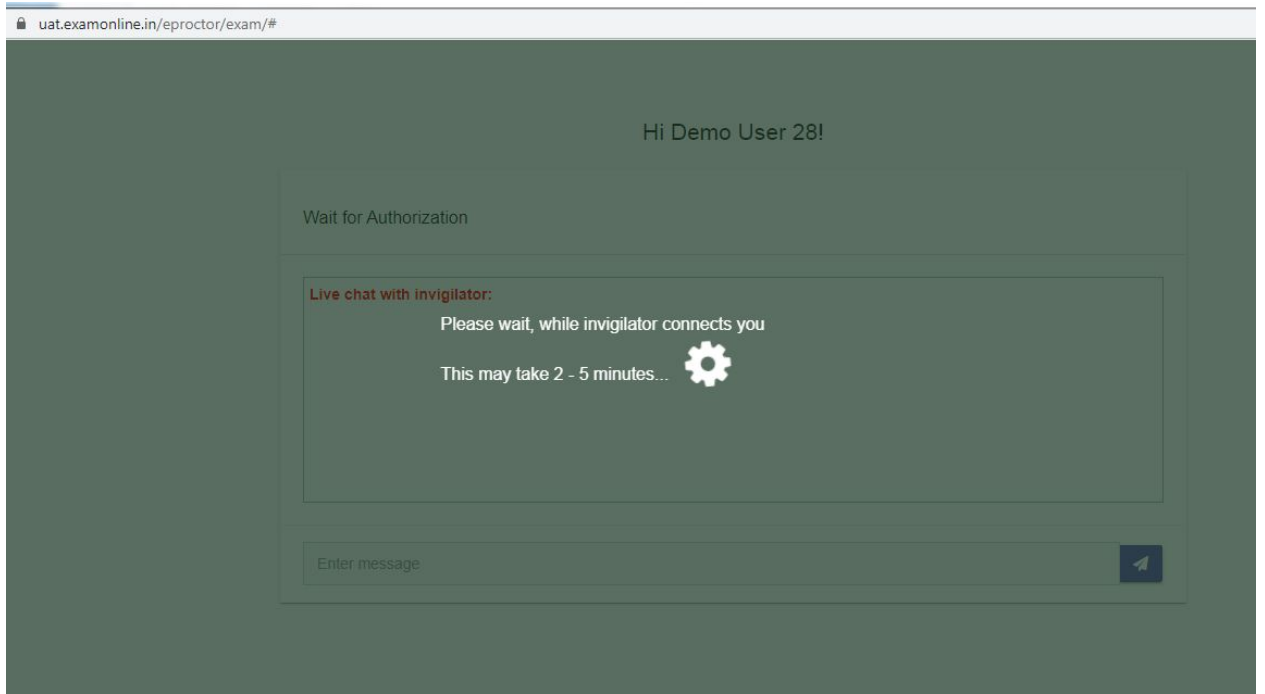 uat.examonline.in/eproctor/exam/#
Hi Demo User 28!
Wait for Authorization
Live chat with invigilator:
Please wait, while invigilator connects you
This may take 2 - 5 minutes...
Enter message